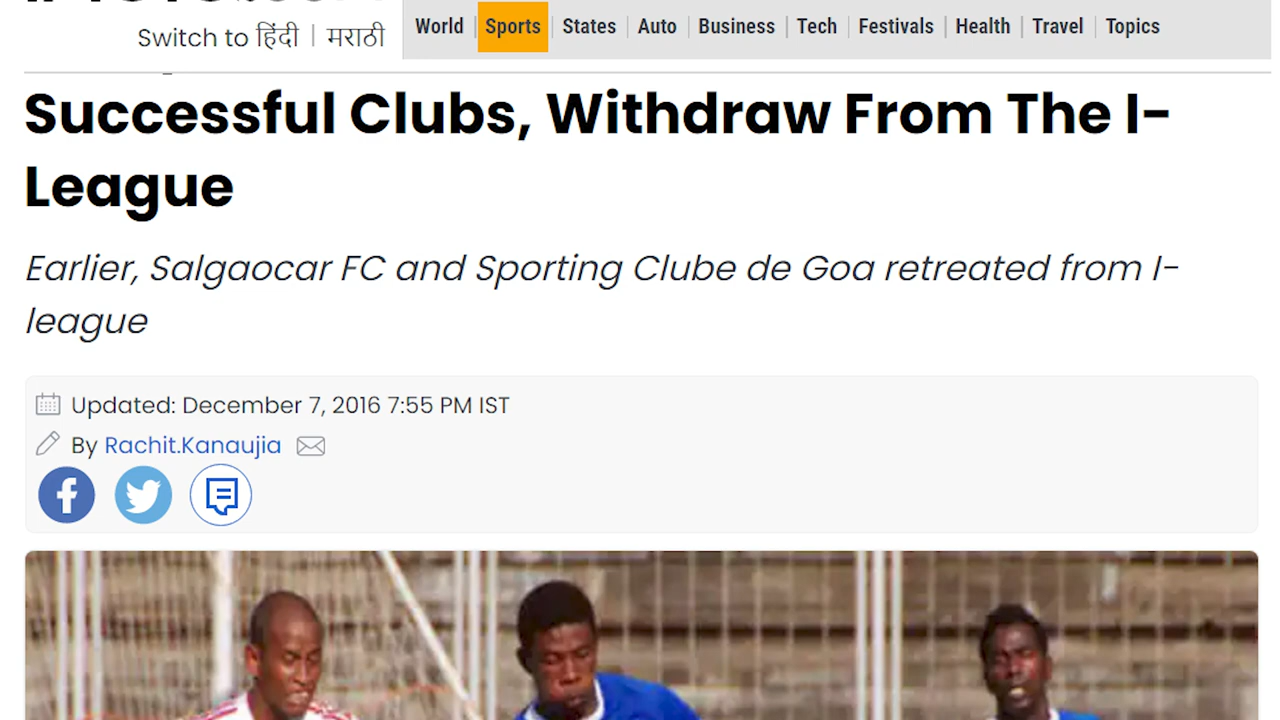 Switch to हिंदी | मराठी
World | Sports | States | Auto | Business | Tech | Festivals | Health | Travel | Topics
Successful Clubs, Withdraw From The I-
League
Earlier, Salgaocar FC and Sporting Clube de Goa retreated from I-
league
Updated: December 7, 2016 7:55 PM IST
By Rachit.Kanaujia